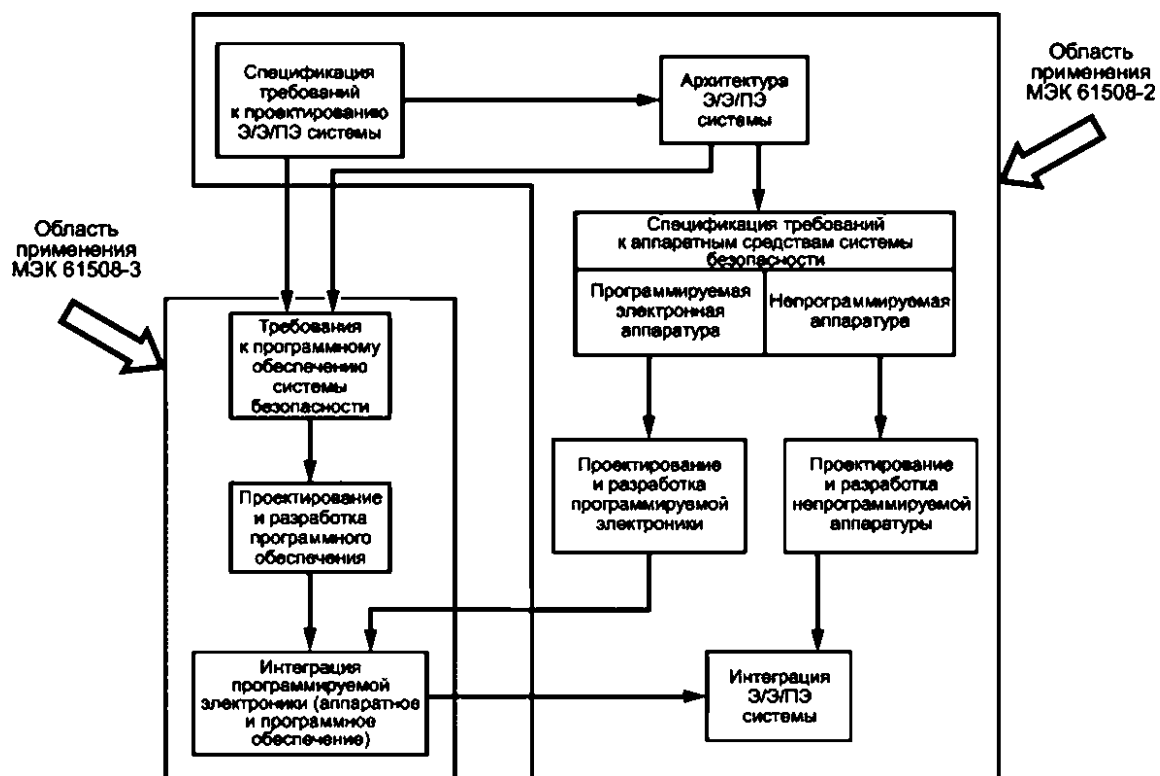 Спецификация
требований
к проектированию
Э/Э/ПЭ системы
Архитектура
Э/Э/ПЭ
системы
Область
применения
МЭК 61508-2
Область
применения
МЭК 61508-3
Спецификация требований
к аппаратным средствам системы
безопасности
Программируемая
электронная
аппаратура
Непрограммируемая
аппаратура
Требования
к программному
обеспечению
системы
безопасности
Проектирование
и разработка
программируемой
электроники
Проектирование
и разработка
непрограммируемой
аппаратуры
Проектирование
и разработка
программного
обеспечения
Интеграция
программируемой
электроники (аппаратное
и программное
обеспечение)
Интеграция
Э/Э/ПЭ
системы